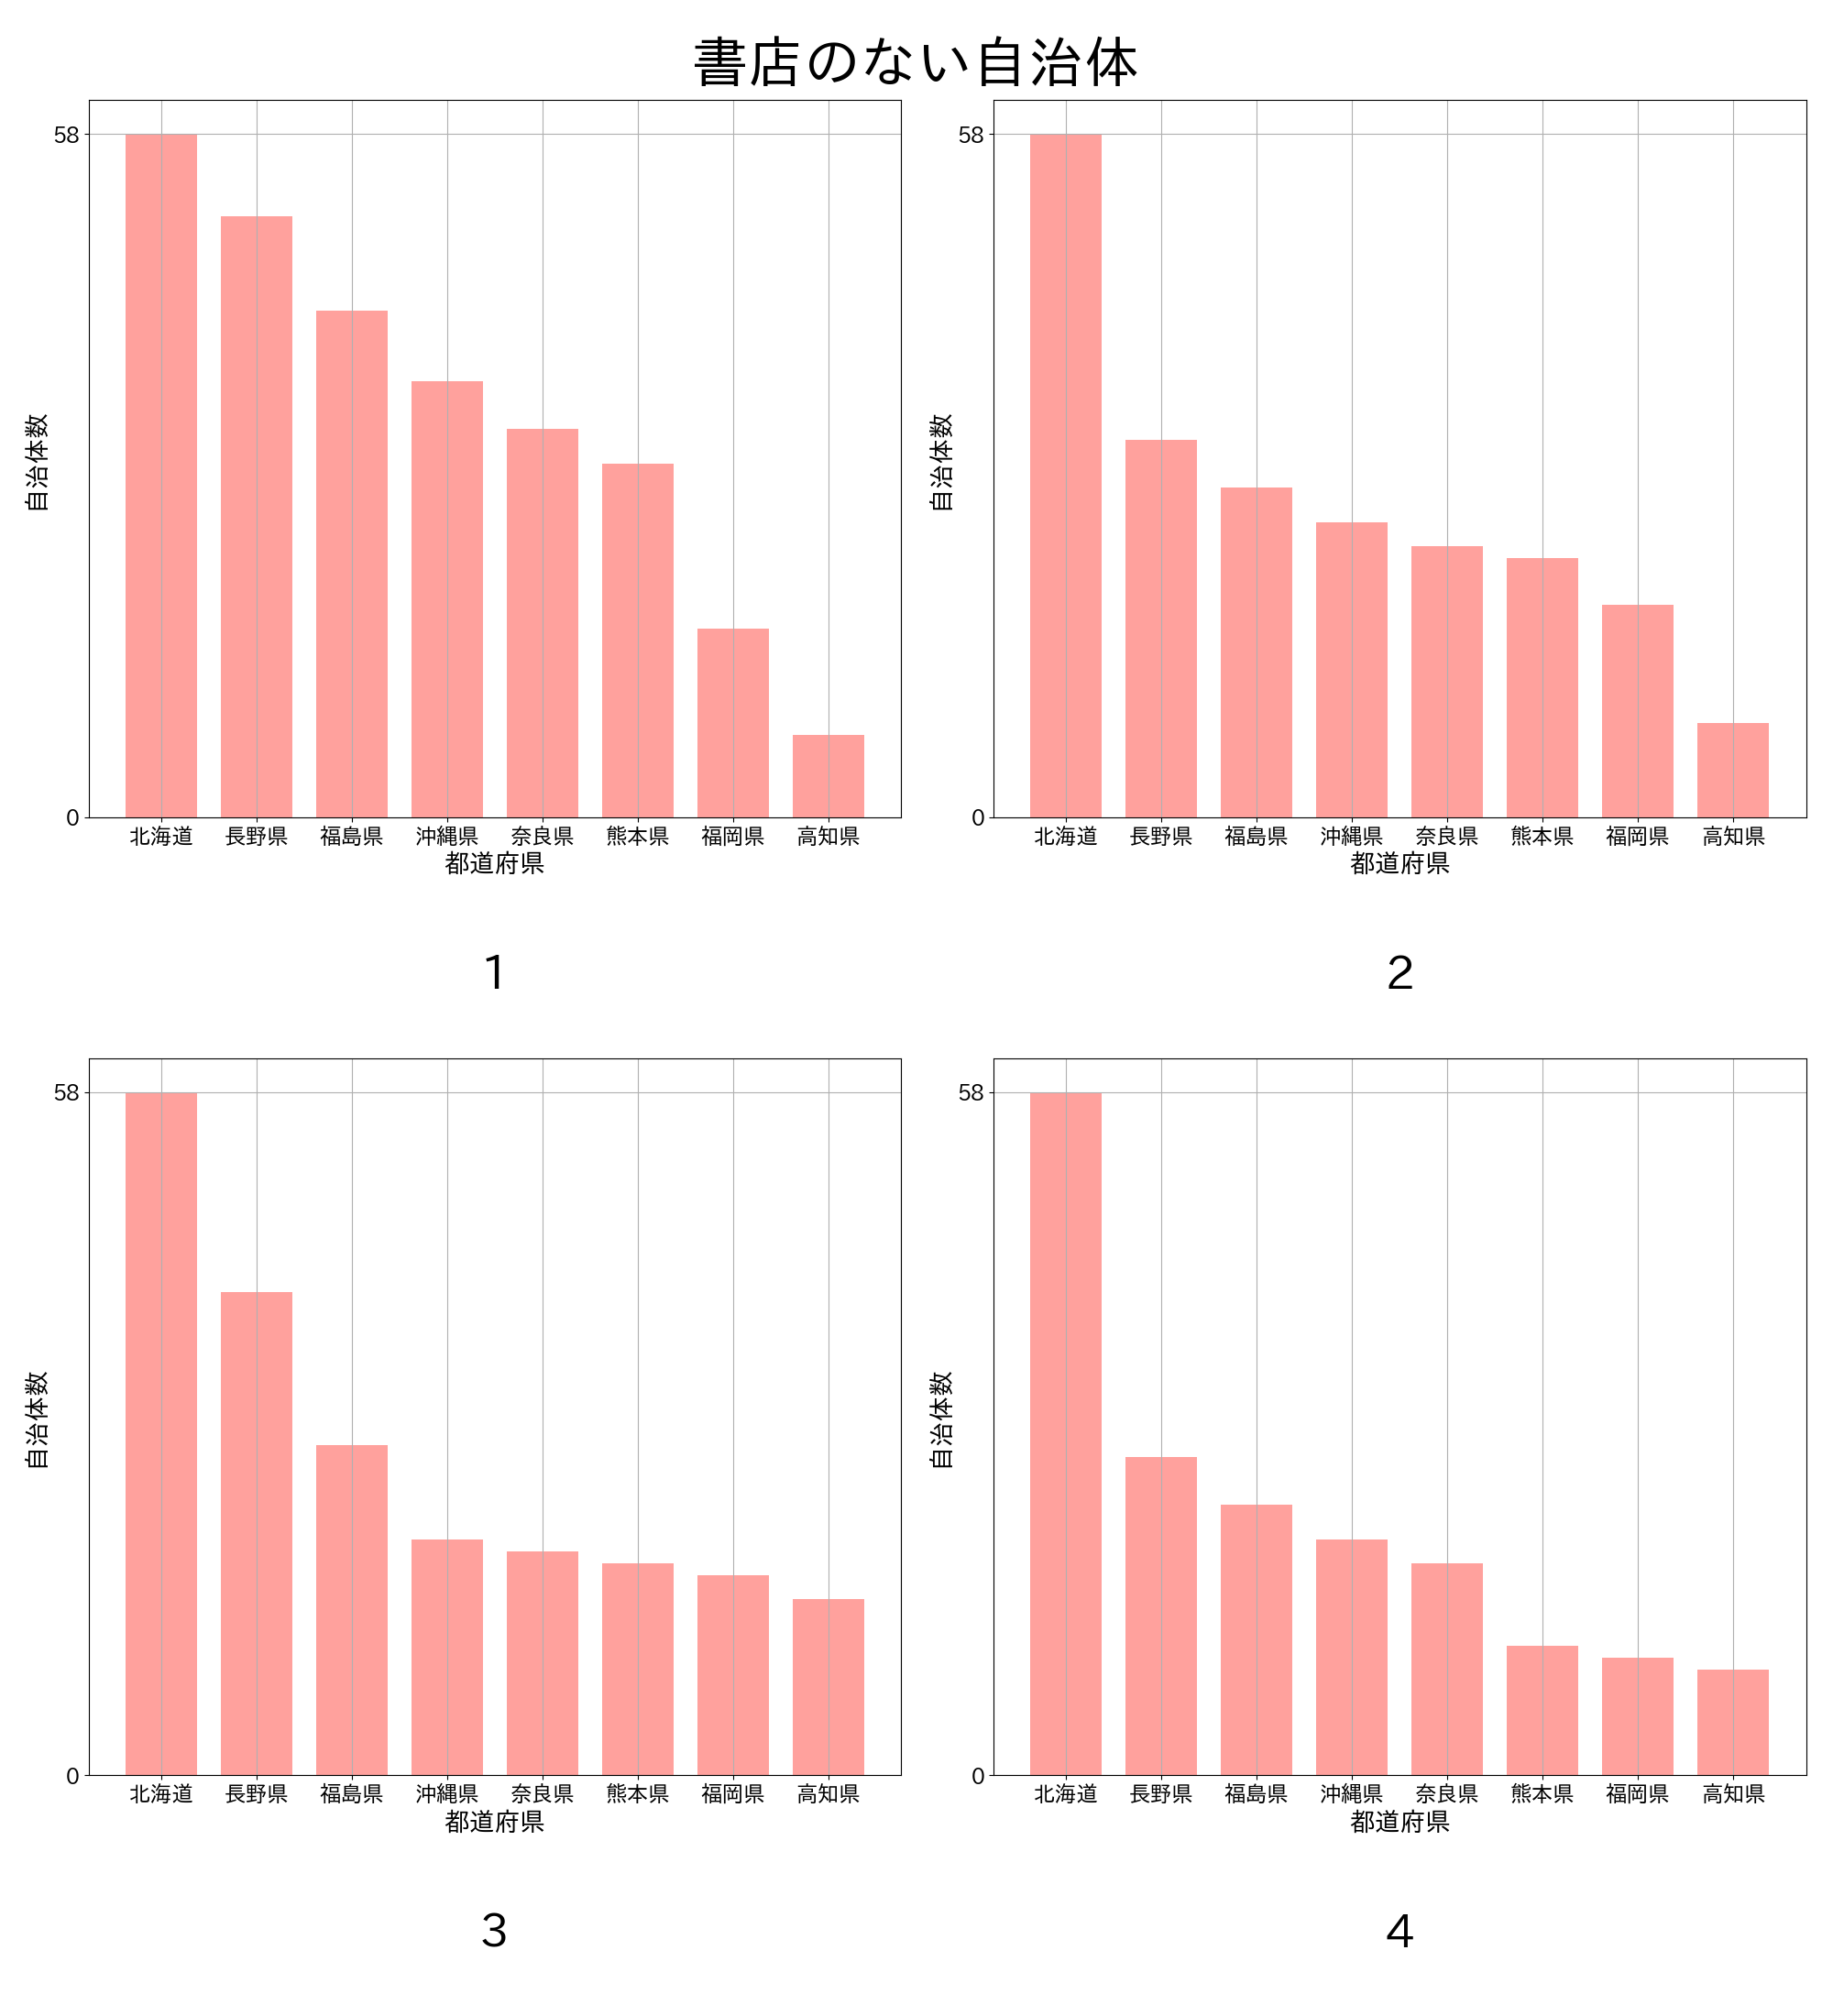 書店のない自治体
58
0
自治体数
北海道 長野県 福島県 沖縄県 奈良県 熊本県 福岡県 高知県
都道府県
1
58
0
自治体数
北海道 長野県 福島県 沖縄県 奈良県 熊本県 福岡県 高知県
都道府県
2
58
0
自治体数
北海道 長野県 福島県 沖縄県 奈良県 熊本県 福岡県 高知県
都道府県
3
58
0
自治体数
北海道 長野県 福島県 沖縄県 奈良県 熊本県 福岡県 高知県
都道府県
4